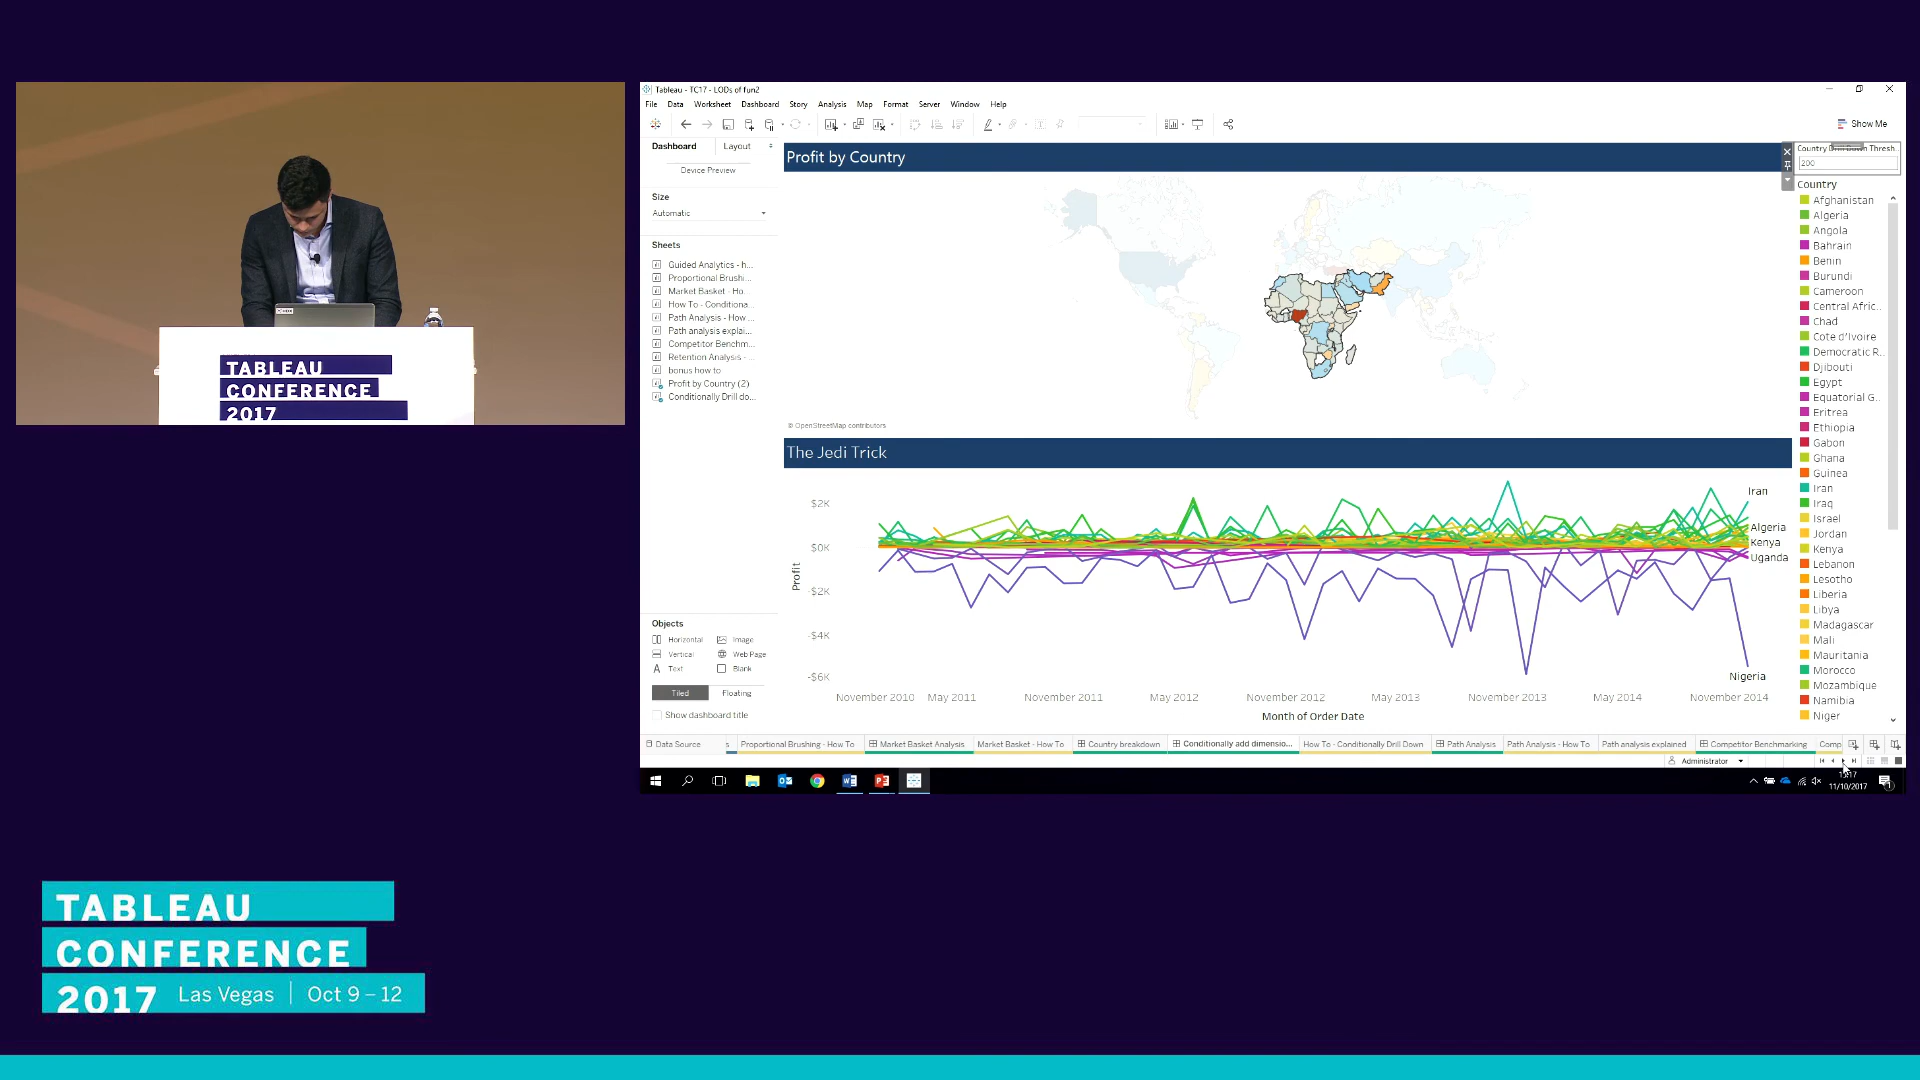 TABLEAU
CONFERENCE
2017
Tableau - TC17 - LODs of fun2
File Data Worksheet Dashboard Story Analysis Map Format Server Window Help
Show Me
Dashboard Layout
Device Preview
Size
Automatic
Sheets
Guided Analytics - h...
Proportional Brushi...
Market Basket - Ho...
How To - Conditiona...
Path Analysis - How ...
Path analysis explai...
Competitor Benchm...
Retention Analysis - ...
bonus how to
Profit by Country (2)
Conditionally Drill do...
Objects
Horizontal Image
Vertical Web Page
Text Blank
Tiled Floating
Show dashboard title
Profit by Country
© OpenStreetMap contributors
The Jedi Trick
$2K
$0K
-$2K
-$4K
-$6K
Profit
Iran
Algeria
Kenya
Uganda
Nigeria
November 2010 May 2011 November 2011 May 2012 November 2012 May 2013 November 2013 May 2014 November 2014
Month of Order Date
200
Country
Afghanistan
Algeria
Angola
Bahrain
Benin
Burundi
Cameroon
Central Afric..
Chad
Cote d'Ivoire
Democratic R..
Djibouti
Egypt
Equatorial G..
Eritrea
Ethiopia
Gabon
Ghana
Guinea
Iran
Iraq
Israel
Jordan
Kenya
Lebanon
Lesotho
Liberia
Libya
Madagascar
Mali
Mauritania
Morocco
Mozambique
Namibia
Niger
Data Source s Proportional Brushing - How To Market Basket Analysis Market Basket - How To Country breakdown Conditionally add dimensio... How To - Conditionally Drill Down Path Analysis Path Analysis - How To Path analysis explained Competitor Benchmarking Comp
Administrator
11/10/2017
TABLEAU
CONFERENCE
2017 Las Vegas | Oct 9 – 12